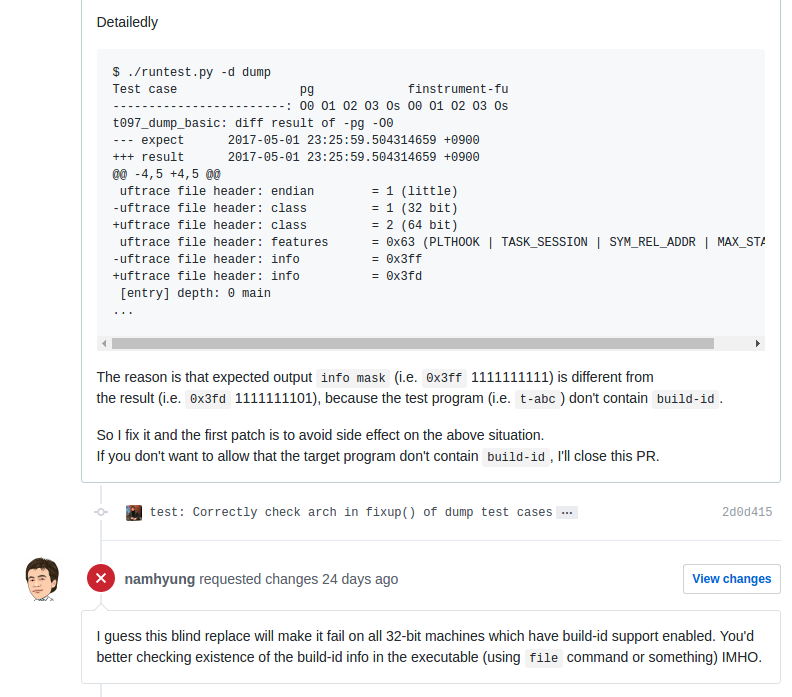 Detailedly
$ ./runtest.py -d dump
Test case                 pg             finstrument-fu
------------------------: O0 O1 O2 O3 Os O0 O1 O2 O3 Os
t097_dump_basic: diff result of -pg -O0
--- expect      2017-05-01 23:25:59.504314659 +0900
+++ result      2017-05-01 23:25:59.504314659 +0900
@@ -4,5 +4,5 @@
 uftrace file header: endian        = 1 (little)
-uftrace file header: class         = 1 (32 bit)
+uftrace file header: class         = 2 (64 bit)
 uftrace file header: features      = 0x63 (PLTHOOK | TASK_SESSION | SYM_REL_ADDR | MAX_STA
-uftrace file header: info          = 0x3ff
+uftrace file header: info          = 0x3fd
 [entry] depth: 0 main
...
The reason is that expected output info mask (i.e. 0x3ff 1111111111) is different from
the result (i.e. 0x3fd 1111111101), because the test program (i.e. t-abc ) don't contain build-id .
So I fix it and the first patch is to avoid side effect on the above situation.
If you don't want to allow that the target program don't contain build-id , I'll close this PR.
test: Correctly check arch in fixup() of dump test cases ... 2d0d415
namhyung requested changes 24 days ago View changes
I guess this blind replace will make it fail on all 32-bit machines which have build-id support enabled. You'd
better checking existence of the build-id info in the executable (using file command or something) IMHO.